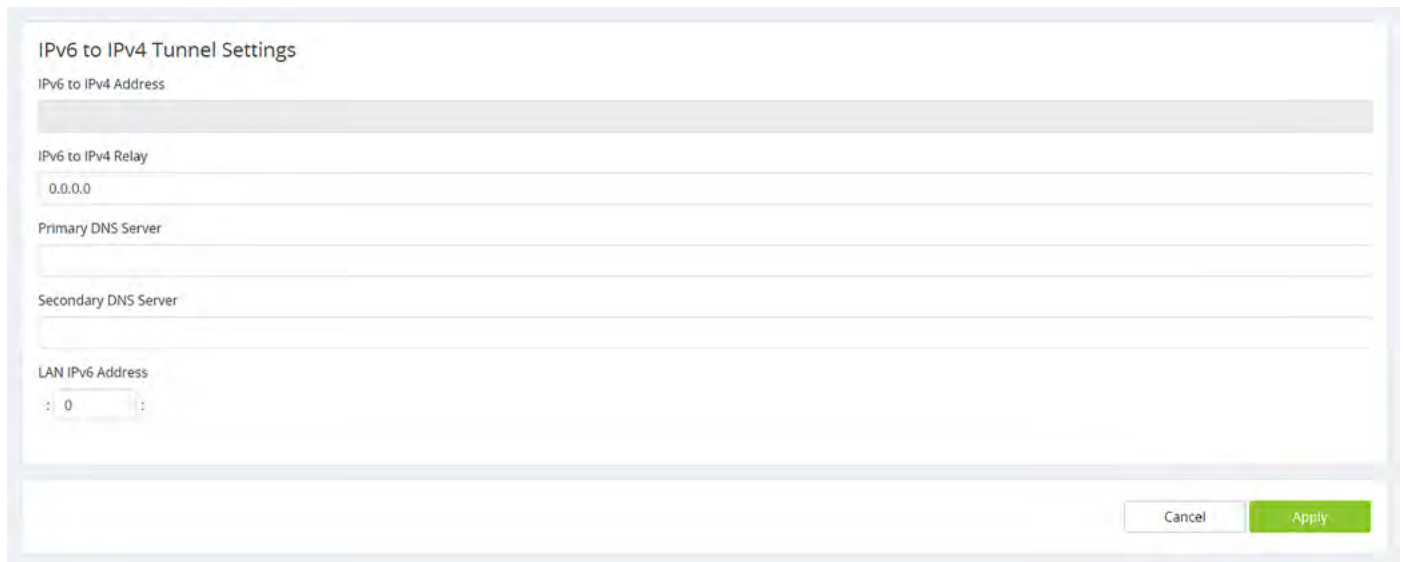 IPv6 to IPv4 Tunnel Settings
IPv6 to IPv4 Address
IPv6 to IPv4 Relay
0.0.0.0
Primary DNS Server
Secondary DNS Server
LAN IPv6 Address
: 0 :
Cancel Apply